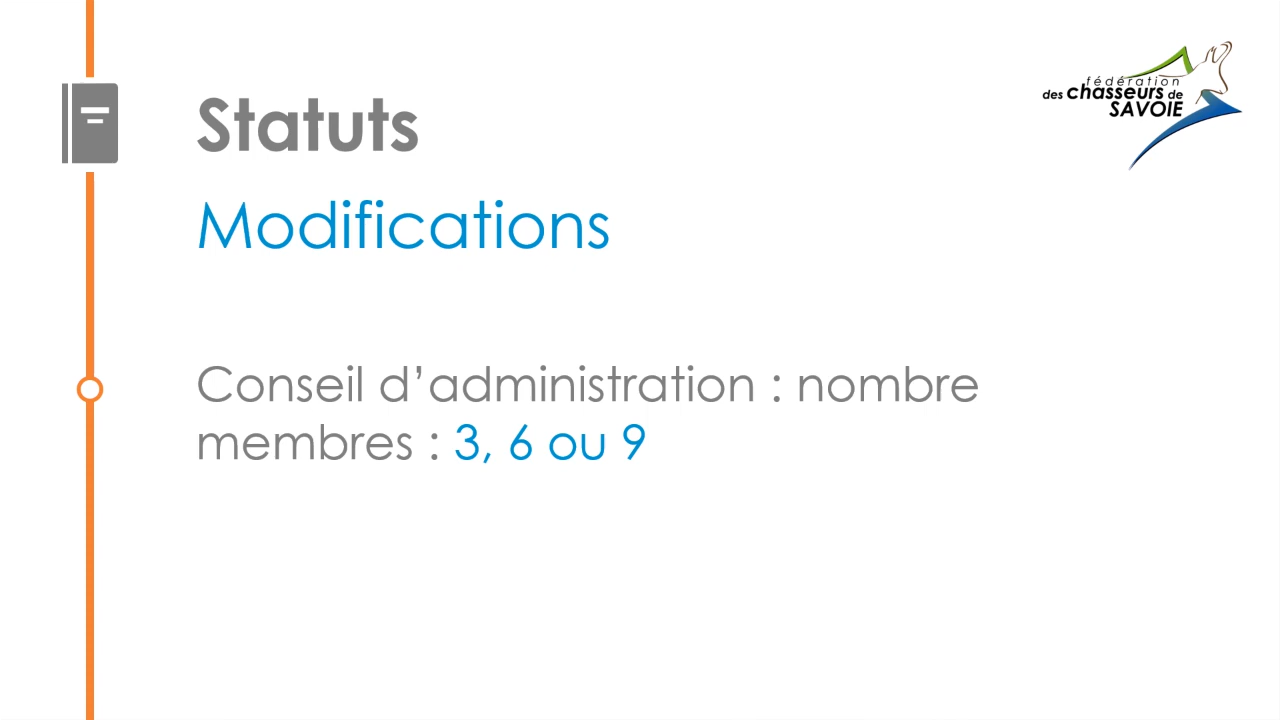 Statuts
Modifications
Conseil d’administration : nombre
membres : 3, 6 ou 9
fédération
des chasseurs de
SAVOIE